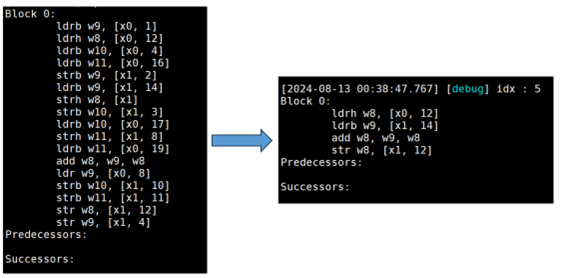 Block 0:
ldrb w9, [x0, 1]
ldrh w8, [x0, 12]
ldrb w10, [x0, 4]
ldrb w11, [x0, 16]
strb w9, [x1, 2]
ldrb w9, [x1, 14]
strh w8, [x1]
strb w10, [x1, 3]
ldrb w10, [x0, 17]
strh w11, [x1, 8]
ldrb w11, [x0, 19]
add w8, w9, w8
ldr w9, [x0, 8]
strb w10, [x1, 10]
strb w11, [x1, 11]
str w8, [x1, 12]
str w9, [x1, 4]
Predecessors:
Successors:
[2024-08-13 00:38:47.767] [debug] idx : 5
Block 0:
ldrh w8, [x0, 12]
ldrb w9, [x1, 14]
add w8, w9, w8
str w8, [x1, 12]
Predecessors:
Successors: